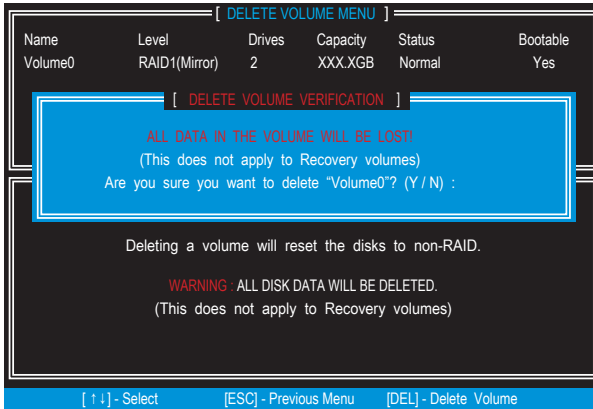 [ DELETE VOLUME MENU ]
Name Level Drives Capacity Status Bootable
Volume0 RAID1(Mirror) 2 XXX.XGB Normal Yes
[ DELETE VOLUME VERIFICATION ]
ALL DATA IN THE VOLUME WILL BE LOST!
(This does not apply to Recovery volumes)
Are you sure you want to delete “Volume0”? (Y / N) :
Deleting a volume will reset the disks to non-RAID.
WARNING : ALL DISK DATA WILL BE DELETED.
(This does not apply to Recovery volumes)
[ ↑↓] - Select [ESC] - Previous Menu [DEL] - Delete Volume